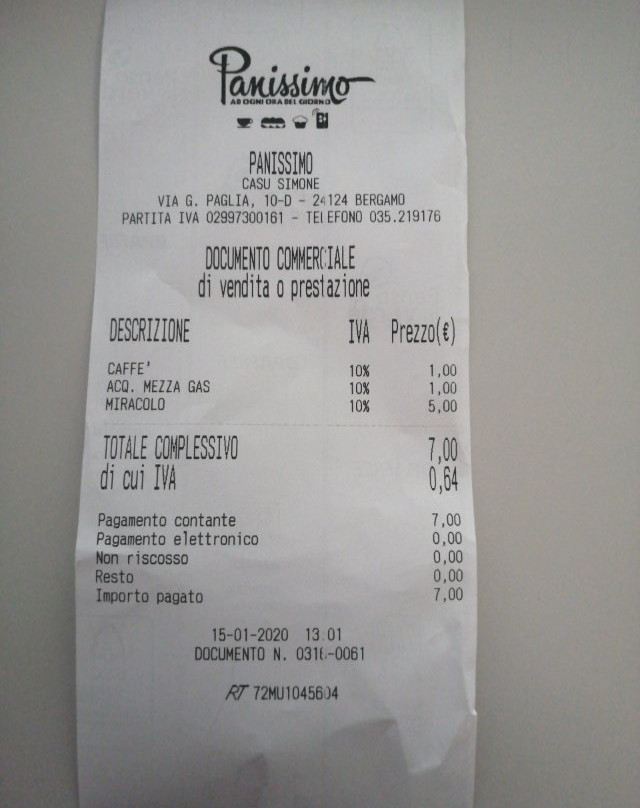 Panissimo
AD OGNI ORA DEL GIORNO
PANISSIMO
CASU SIMONE
VIA G. PAGLIA, 10-D - 24124 BERGAMO
PARTITA IVA 02997300161 - TELEFONO 035.219176
DOCUMENTO COMMERCIALE
di vendita o prestazione
DESCRIZIONE IVA Prezzo(€)
CAFFE' 10% 1,00
ACQ. MEZZA GAS 10% 1,00
MIRACOLO 10% 5,00
TOTALE COMPLESSIVO 7,00
di cui IVA 0,64
Pagamento contante 7,00
Pagamento elettronico 0,00
Non riscosso 0,00
Resto 0,00
Importo pagato 7,00
15-01-2020 13:01
DOCUMENTO N. 0316-0061
RT 72MU1045604